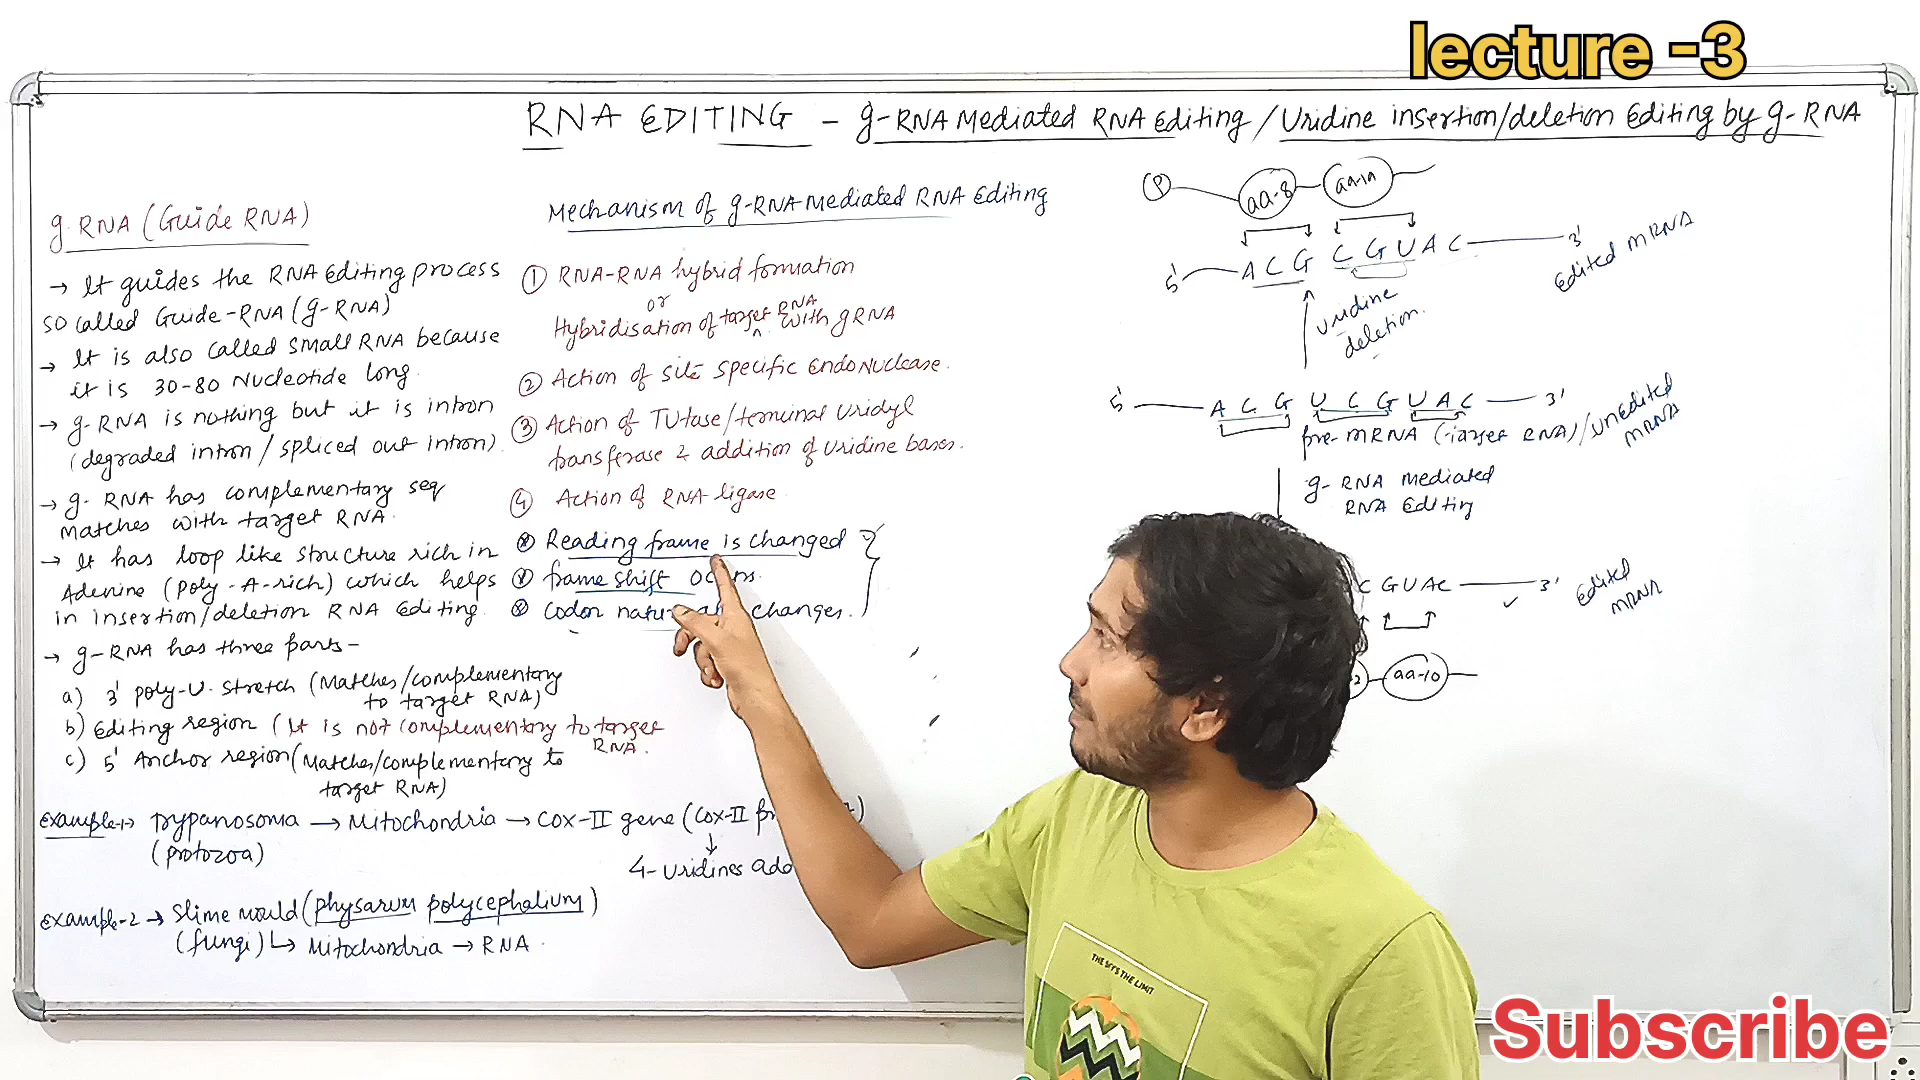 lecture -3
RNA EDITING - g-RNA Mediated RNA Editing / Uridine insertion/deletion Editing by g-RNA
g RNA (Guide RNA)
→ It guides the RNA Editing process
so called Guide-RNA (g-RNA)
→ It is also called small RNA because
it is 30-80 Nucleotide long.
→ g-RNA is nothing but it is intron
(degraded intron / spliced out intron)
→ g-RNA has complementary seq
matches with target RNA.
→ It has loop like structure rich in
Adenine (poly-A-rich) which helps
in insertion/deletion RNA Editing.
→ g-RNA has three parts-
a) 3' poly-U. stretch (Matches/complementary
to target RNA)
b) Editing region (It is not complementary to target
RNA.
c) 5' Anchor region (Matches/complementary to
target RNA)
Example-1→ Trypanosoma → Mitochondria → COX-II gene (COX-II
(protozoa)
↓
4-Uridines
Example-2 → Slime mould (physarum polycephalium)
(fungi) ↳ Mitochondria → RNA.
Mechanism of g-RNA mediated RNA Editing
① RNA-RNA hybrid formation
or
Hybridisation of target RNA with gRNA
② Action of site specific endonuclease.
③ Action of TUtase/terminal Uridyl
transferase & addition of Uridine bases.
④ Action of RNA-ligase
Reading frame is changed
frame shift
Codon changes.
P aa-8 aa-19
5' A C G C G U A C 3'
Edited mRNA
Uridine
deletion.
5' A C G U C G U A C 3'
pre-mRNA (target RNA)/Unedited
mRNA
g-RNA mediated
RNA Editing
C G U A C 3' Edited
mRNA
aa-10
THE SKY'S THE LIMIT
Subscribe